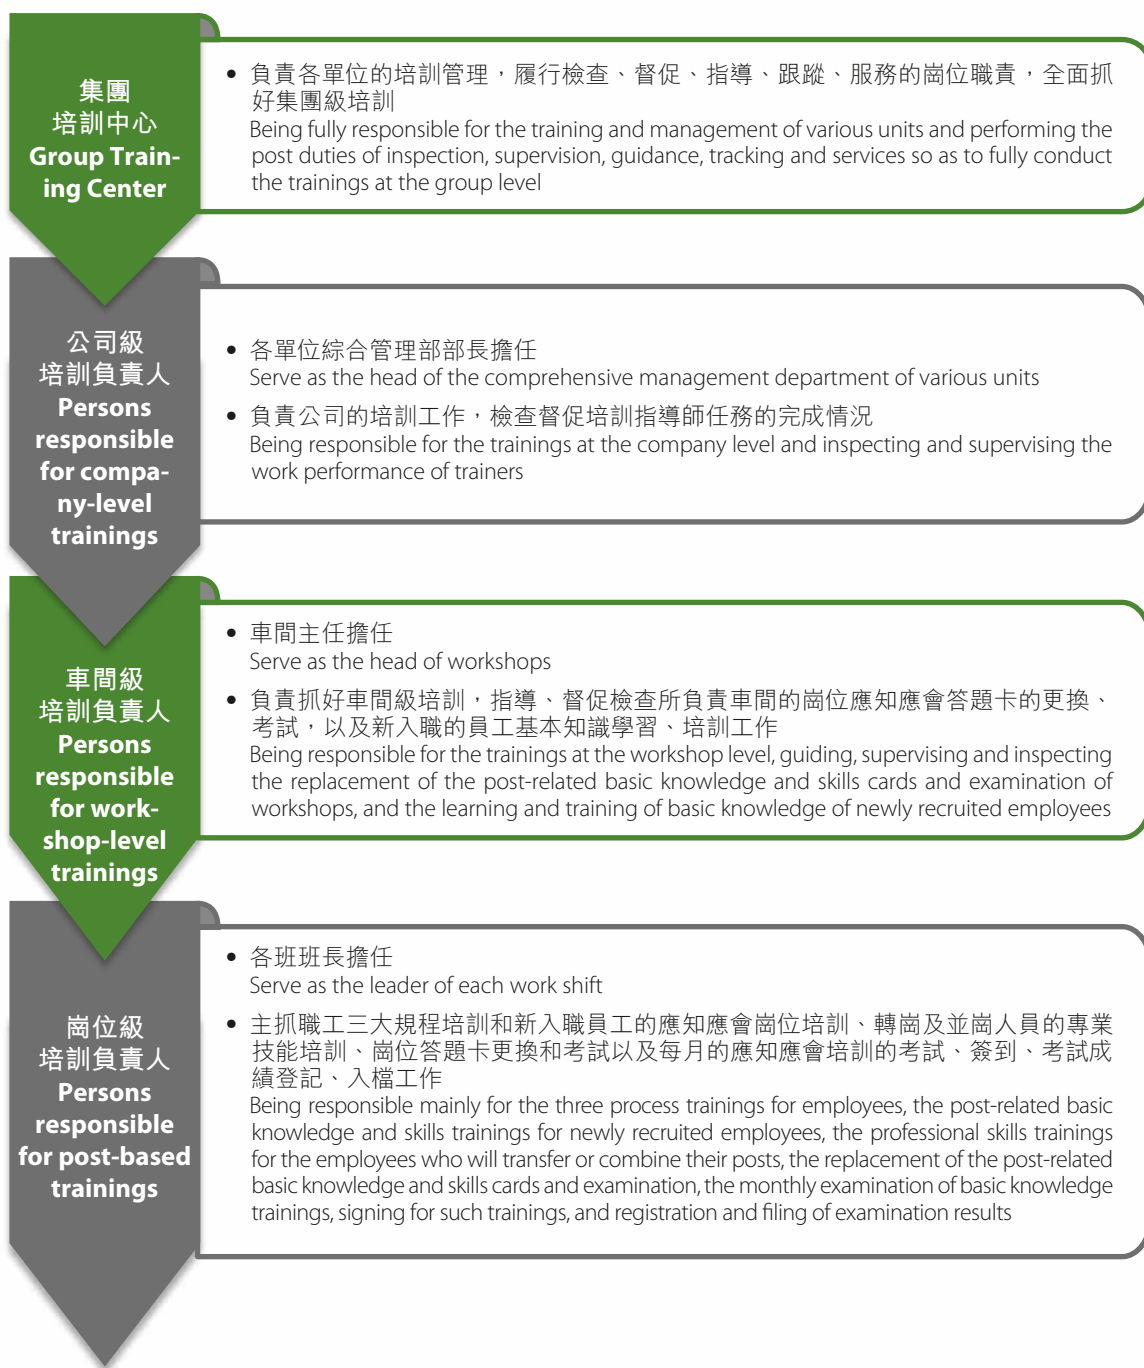 集團
培訓中心
Group Train-
ing Center
• 負責各單位的培訓管理，履行檢查、督促、指導、跟蹤、服務的崗位職責，全面抓
好集團級培訓
Being fully responsible for the training and management of various units and performing the
post duties of inspection, supervision, guidance, tracking and services so as to fully conduct
the trainings at the group level
公司級
培訓負責人
Persons
responsible
for compa-
ny-level
trainings
• 各單位綜合管理部部長擔任
Serve as the head of the comprehensive management department of various units
• 負責公司的培訓工作，檢查督促培訓指導師任務的完成情況
Being responsible for the trainings at the company level and inspecting and supervising the
work performance of trainers
車間級
培訓負責人
Persons
responsible
for work-
shop-level
trainings
• 車間主任擔任
Serve as the head of workshops
• 負責抓好車間級培訓，指導、督促檢查所負責車間的崗位應知應會答題卡的更換、
考試，以及新入職的員工基本知識學習、培訓工作
Being responsible for the trainings at the workshop level, guiding, supervising and inspecting
the replacement of the post-related basic knowledge and skills cards and examination of
workshops, and the learning and training of basic knowledge of newly recruited employees
崗位級
培訓負責人
Persons
responsible
for post-based
trainings
• 各班班長擔任
Serve as the leader of each work shift
• 主抓職工三大規程培訓和新入職員工的應知應會崗位培訓、轉崗及並崗人員的專業
技能培訓、崗位答題卡更換和考試以及每月的應知應會培訓的考試、簽到、考試成
績登記、入檔工作
Being responsible mainly for the three process trainings for employees, the post-related basic
knowledge and skills trainings for newly recruited employees, the professional skills trainings
for the employees who will transfer or combine their posts, the replacement of the post-related
basic knowledge and skills cards and examination, the monthly examination of basic knowledge
trainings, signing for such trainings, and registration and filing of examination results